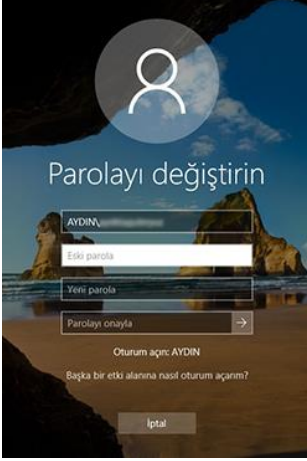 Parolayı değiştirin
AYDIN\
Eski parola
Yeni parola
Parolayı onayla
Oturum açın: AYDIN
Başka bir etki alanına nasıl oturum açarım?
İptal